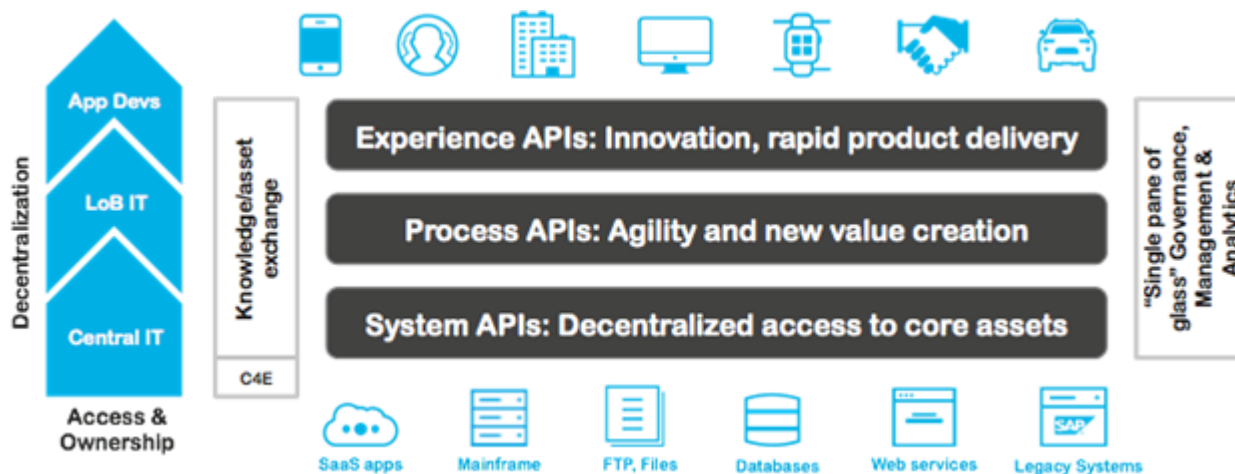 App Devs
LoB IT
Central IT
Decentralization
Access &
Ownership
Knowledge/asset
exchange
C4E
Experience APIs: Innovation, rapid product delivery
Process APIs: Agility and new value creation
System APIs: Decentralized access to core assets
"Single pane of
glass" Governance,
Management &
Analytics
SaaS apps
Mainframe
FTP, Files
Databases
Web services
SAP
Legacy Systems